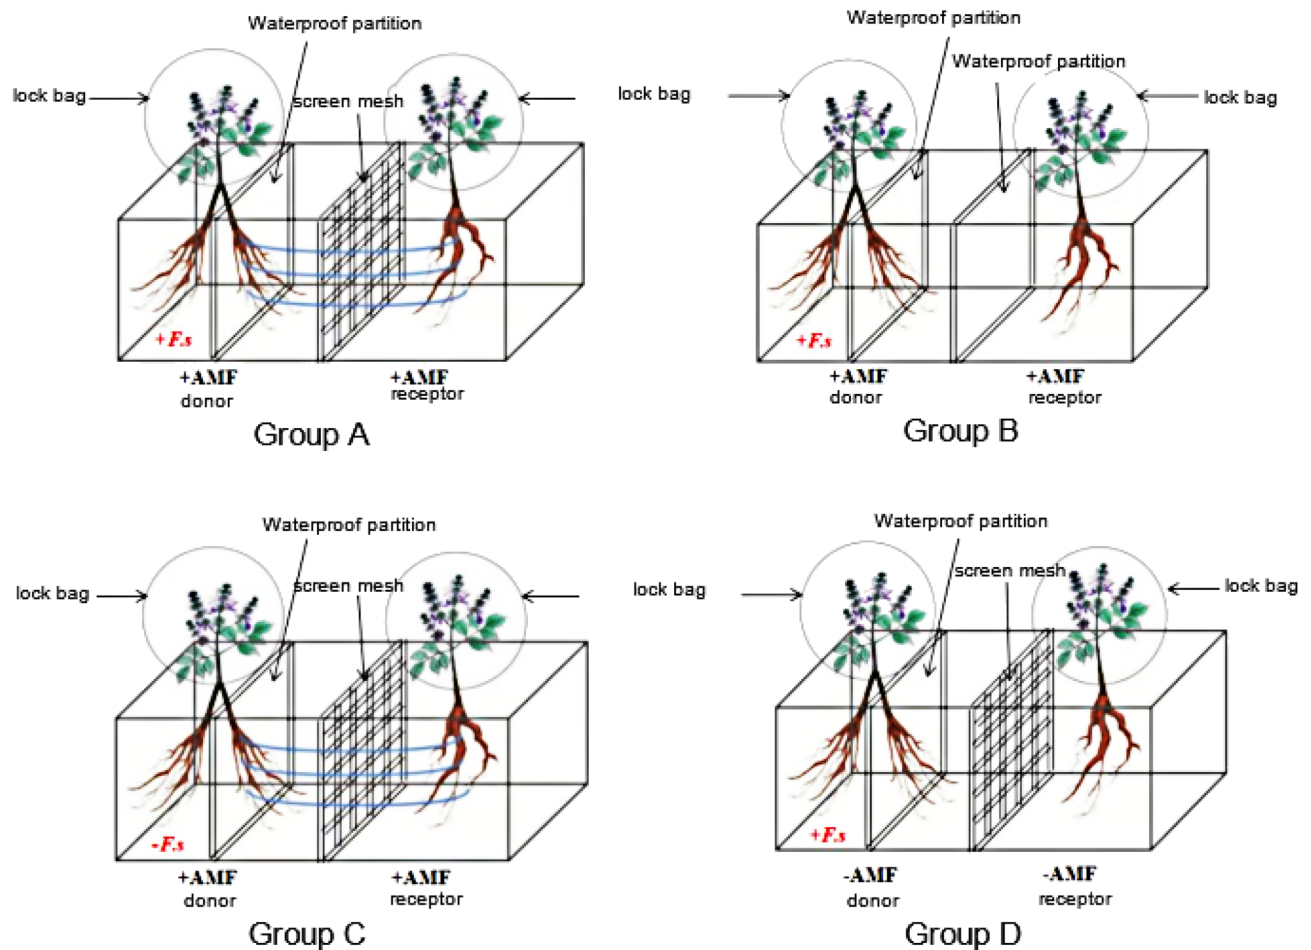 Waterproof partition
lock bag
screen mesh
lock bag
+F.s
+AMF
donor
+AMF
receptor
Group A
Waterproof partition
Waterproof partition
lock bag
+F.s
+AMF
donor
+AMF
receptor
Group B
Waterproof partition
lock bag
screen mesh
lock bag
-F.s
+AMF
donor
+AMF
receptor
Group C
Waterproof partition
screen mesh
lock bag
+F.s
-AMF
donor
-AMF
receptor
Group D